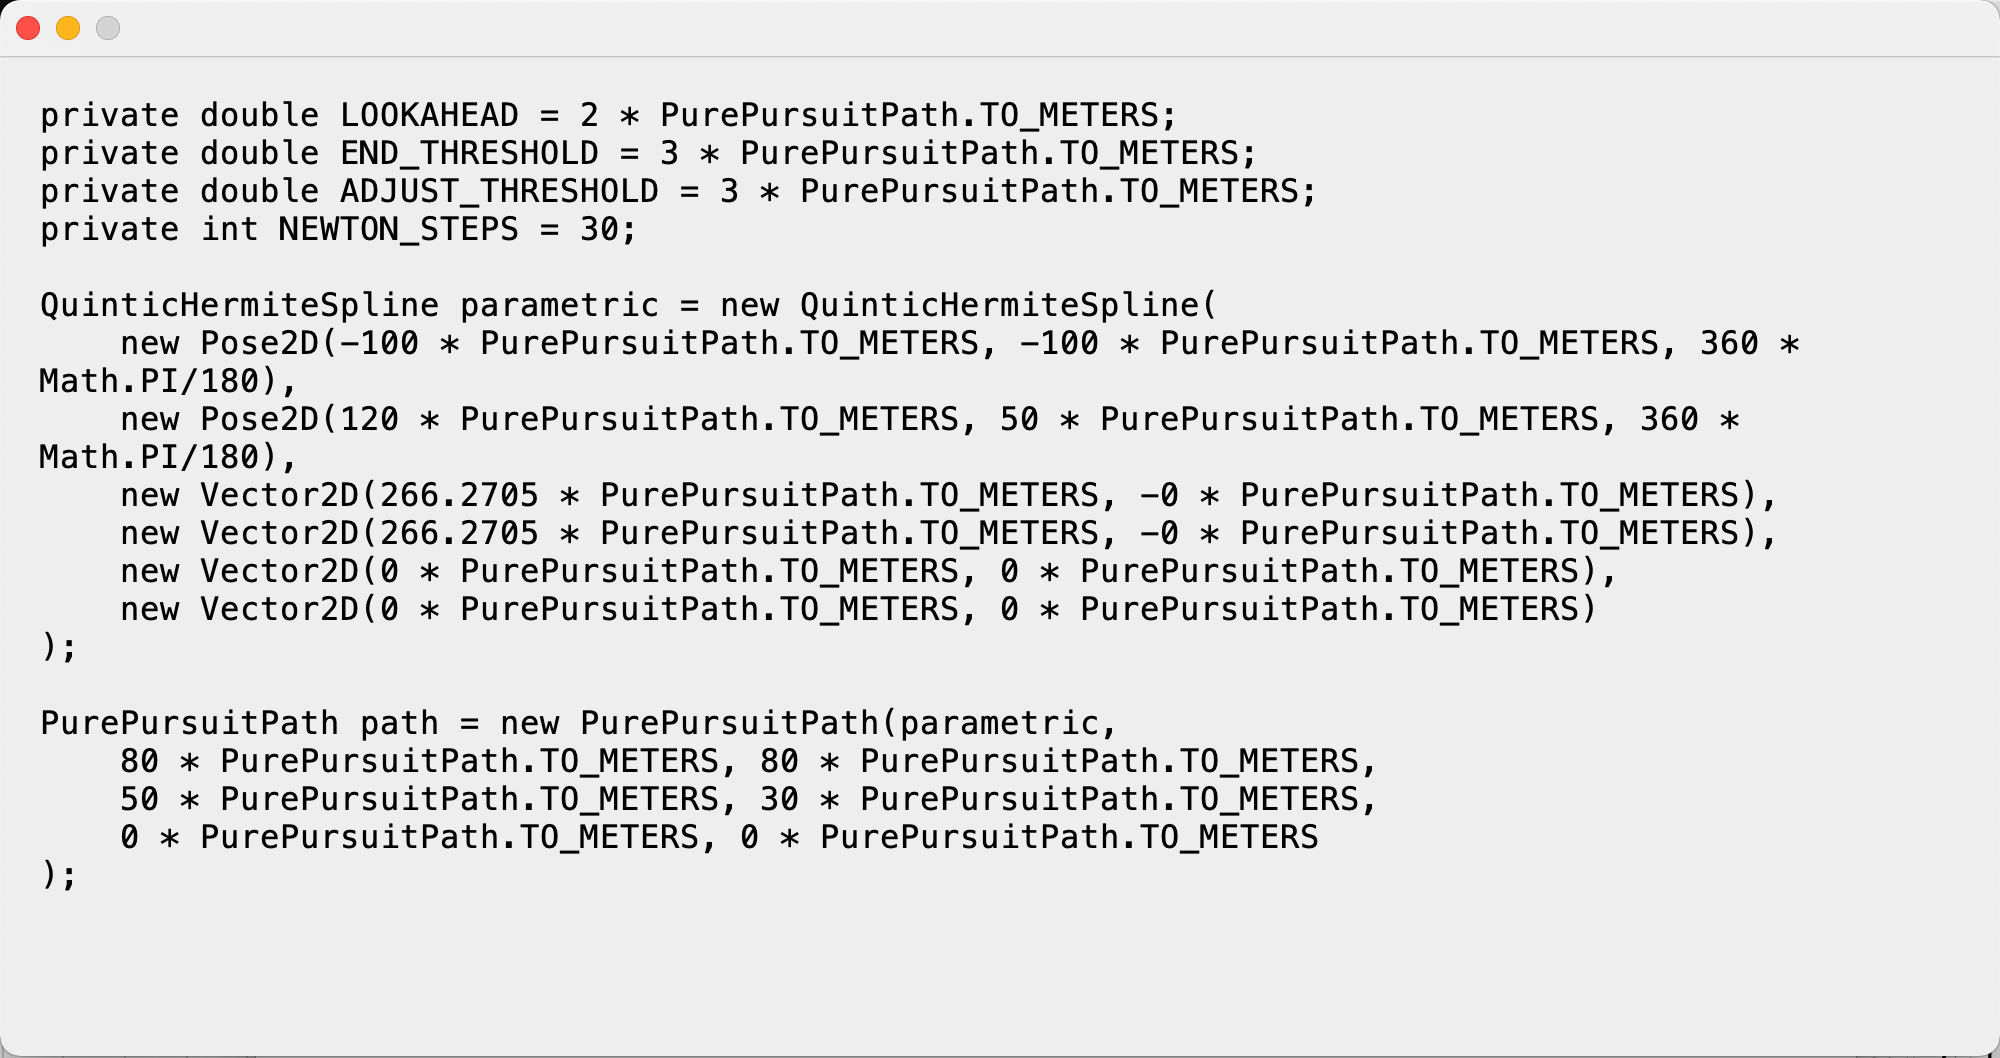 private double LOOKAHEAD = 2 * PurePursuitPath.TO_METERS;
private double END_THRESHOLD = 3 * PurePursuitPath.TO_METERS;
private double ADJUST_THRESHOLD = 3 * PurePursuitPath.TO_METERS;
private int NEWTON_STEPS = 30;

QuinticHermiteSpline parametric = new QuinticHermiteSpline(
    new Pose2D(-100 * PurePursuitPath.TO_METERS, -100 * PurePursuitPath.TO_METERS, 360 *
Math.PI/180),
    new Pose2D(120 * PurePursuitPath.TO_METERS, 50 * PurePursuitPath.TO_METERS, 360 *
Math.PI/180),
    new Vector2D(266.2705 * PurePursuitPath.TO_METERS, -0 * PurePursuitPath.TO_METERS),
    new Vector2D(266.2705 * PurePursuitPath.TO_METERS, -0 * PurePursuitPath.TO_METERS),
    new Vector2D(0 * PurePursuitPath.TO_METERS, 0 * PurePursuitPath.TO_METERS),
    new Vector2D(0 * PurePursuitPath.TO_METERS, 0 * PurePursuitPath.TO_METERS)
);

PurePursuitPath path = new PurePursuitPath(parametric,
    80 * PurePursuitPath.TO_METERS, 80 * PurePursuitPath.TO_METERS,
    50 * PurePursuitPath.TO_METERS, 30 * PurePursuitPath.TO_METERS,
    0 * PurePursuitPath.TO_METERS, 0 * PurePursuitPath.TO_METERS
);